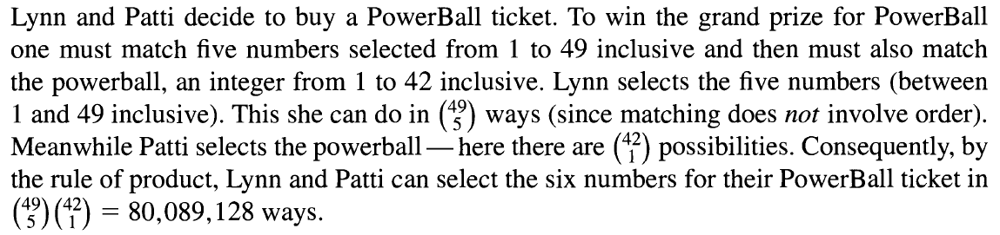 Lynn and Patti decide to buy a PowerBall ticket. To win the grand prize for PowerBall
one must match five numbers selected from 1 to 49 inclusive and then must also match
the powerball, an integer from 1 to 42 inclusive. Lynn selects the five numbers (between
1 and 49 inclusive). This she can do in (49 5) ways (since matching does not involve order).
Meanwhile Patti selects the powerball — here there are (42 1) possibilities. Consequently, by
the rule of product, Lynn and Patti can select the six numbers for their PowerBall ticket in
(49 5)(42 1) = 80,089,128 ways.